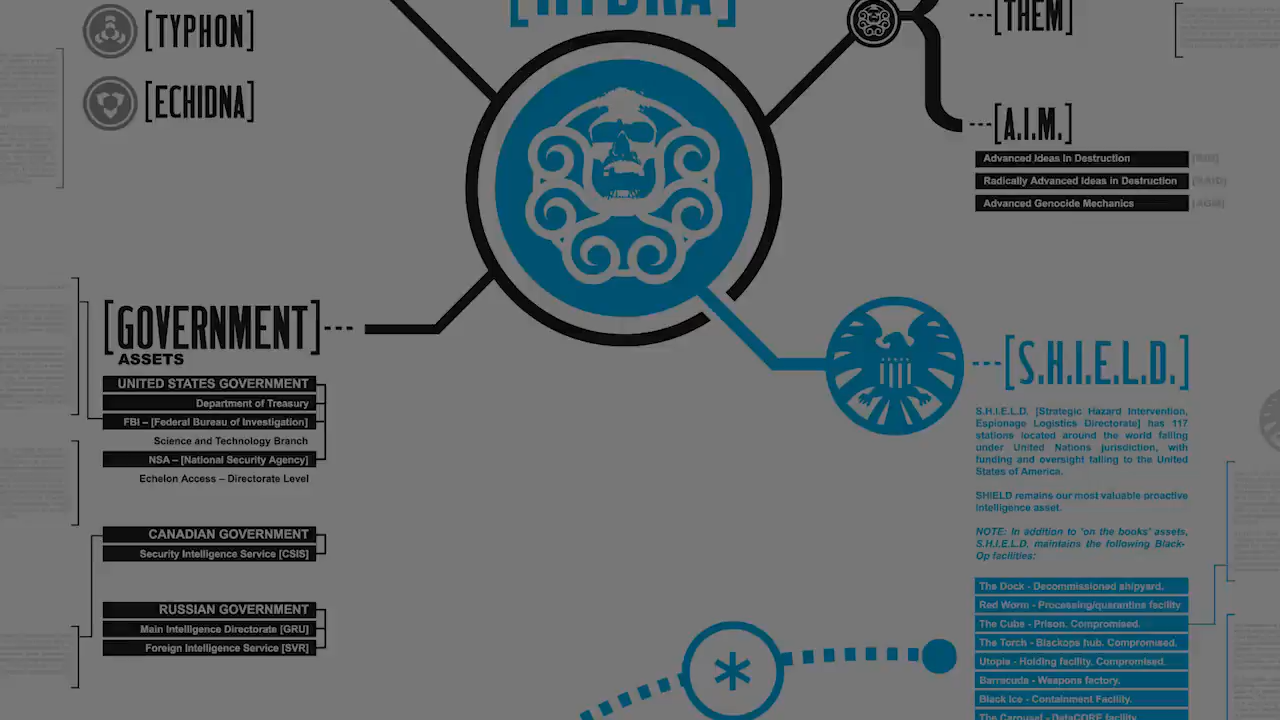 [HYDRA]
[TYPHON]
[ECHIDNA]
[THEM]
[A.I.M.]
Advanced Ideas In Destruction
Radically Advanced Ideas in Destruction
Advanced Genocide Mechanics
[GOVERNMENT]
ASSETS
UNITED STATES GOVERNMENT
Department of Treasury
FBI – [Federal Bureau of Investigation]
Science and Technology Branch
NSA – [National Security Agency]
Echelon Access – Directorate Level
CANADIAN GOVERNMENT
Security Intelligence Service [CSIS]
RUSSIAN GOVERNMENT
Main Intelligence Directorate [GRU]
Foreign Intelligence Service [SVR]
[S.H.I.E.L.D.]
S.H.I.E.L.D. [Strategic Hazard Intervention,
Espionage Logistics Directorate] has 117
stations located around the world falling
under United Nations jurisdiction, with
funding and oversight falling to the United
States of America.
SHIELD remains our most valuable proactive
intelligence asset.
NOTE: In addition to 'on the books' assets,
S.H.I.E.L.D. maintains the following Black-
Op facilities:
The Dock - Decommissioned shipyard.
Red Worm - Processing/quarantine facility
The Cube - Prison. Compromised.
The Torch - Blackops hub. Compromised.
Utopia - Holding facility. Compromised.
Barracuda - Weapons factory.
Black Ice - Containment Facility.
The Carousel - DataCORE facility
*